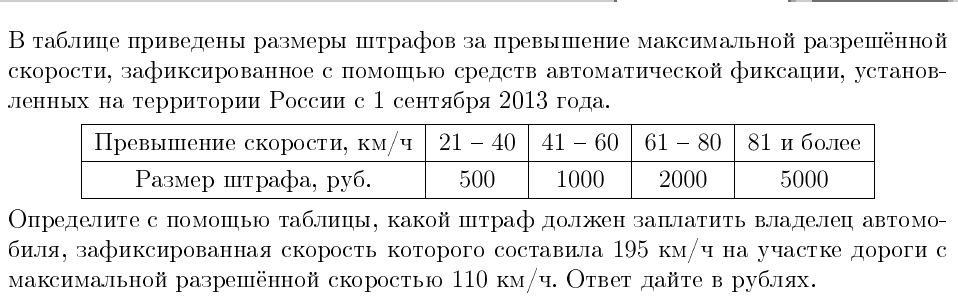 В таблице приведены размеры штрафов за превышение максимальной разрешённой
скорости, зафиксированное с помощью средств автоматической фиксации, установ-
ленных на территории России с 1 сентября 2013 года.
Превышение скорости, км/ч 21 – 40 41 – 60 61 – 80 81 и более
Размер штрафа, руб. 500 1000 2000 5000
Определите с помощью таблицы, какой штраф должен заплатить владелец автомо-
биля, зафиксированная скорость которого составила 195 км/ч на участке дороги с
максимальной разрешённой скоростью 110 км/ч. Ответ дайте в рублях.